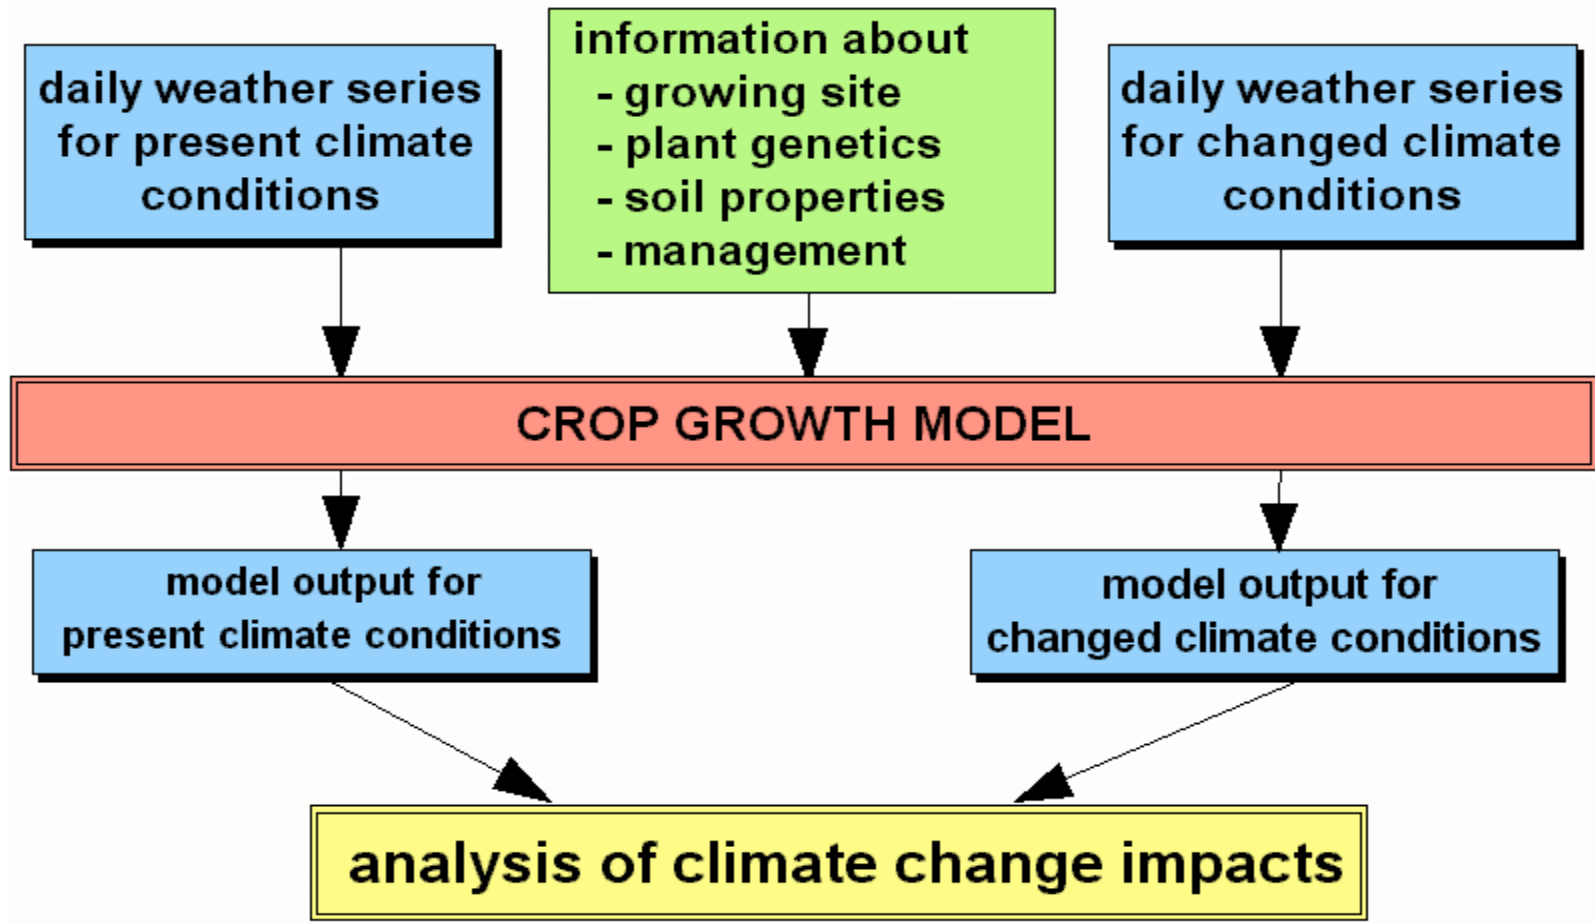 daily weather series
for present climate
conditions
information about
- growing site
- plant genetics
- soil properties
- management
daily weather series
for changed climate
conditions
CROP GROWTH MODEL
model output for
present climate conditions
model output for
changed climate conditions
analysis of climate change impacts